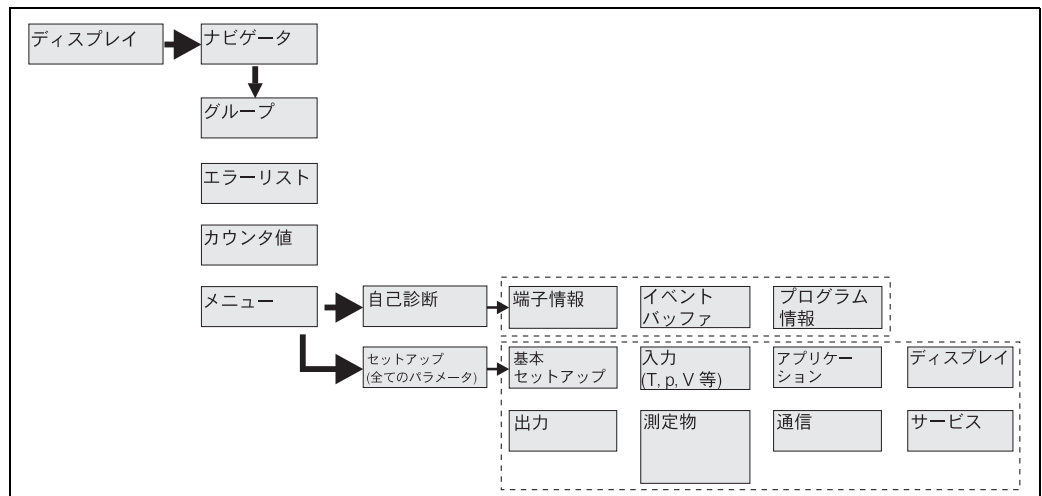 ディスプレイ
ナビゲータ
グループ
エラーリスト
カウンタ値
メニュー
自己診断
端子情報
イベント
バッファ
プログラム
情報
セットアップ
(全てのパラメータ)
基本
セットアップ
入力
(T, p, V 等)
アプリケー
ション
ディスプレイ
出力
測定物
通信
サービス